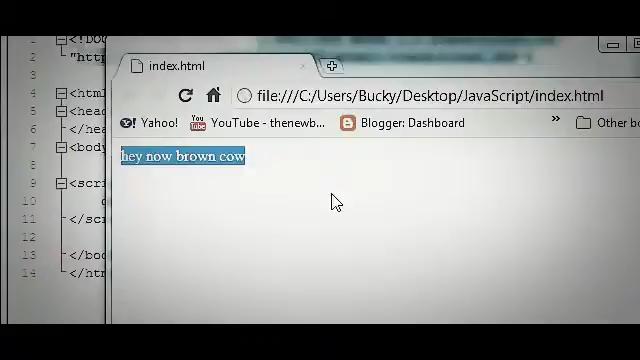 1 <!DOC
2 "http
3
index.html
4 <html
file:///C:/Users/Bucky/Desktop/JavaScript/index.html
5 <head
6 </hea
Yahoo! YouTube - thenewb... Blogger: Dashboard » Other bo
7 <body
hey now brown cow
8
9 <scri
10
11 </scr
12
13 </bod
14 </htm